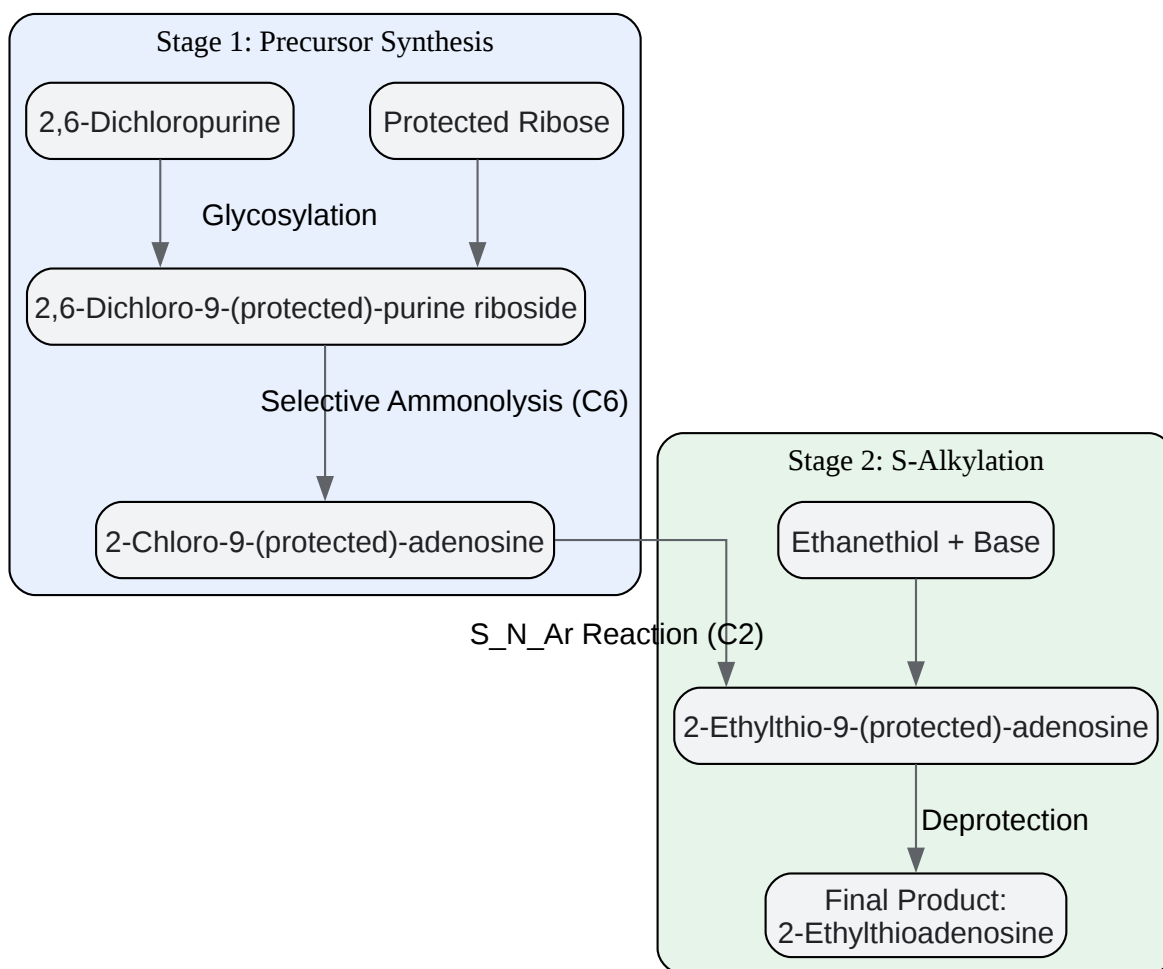 Stage 1: Precursor Synthesis
2,6-Dichloropurine
Protected Ribose
Glycosylation
2,6-Dichloro-9-(protected)-purine riboside
Selective Ammonolysis (C6)
2-Chloro-9-(protected)-adenosine
Stage 2: S-Alkylation
Ethanethiol + Base
S_N_Ar Reaction (C2)
2-Ethylthio-9-(protected)-adenosine
Deprotection
Final Product:
2-Ethylthioadenosine